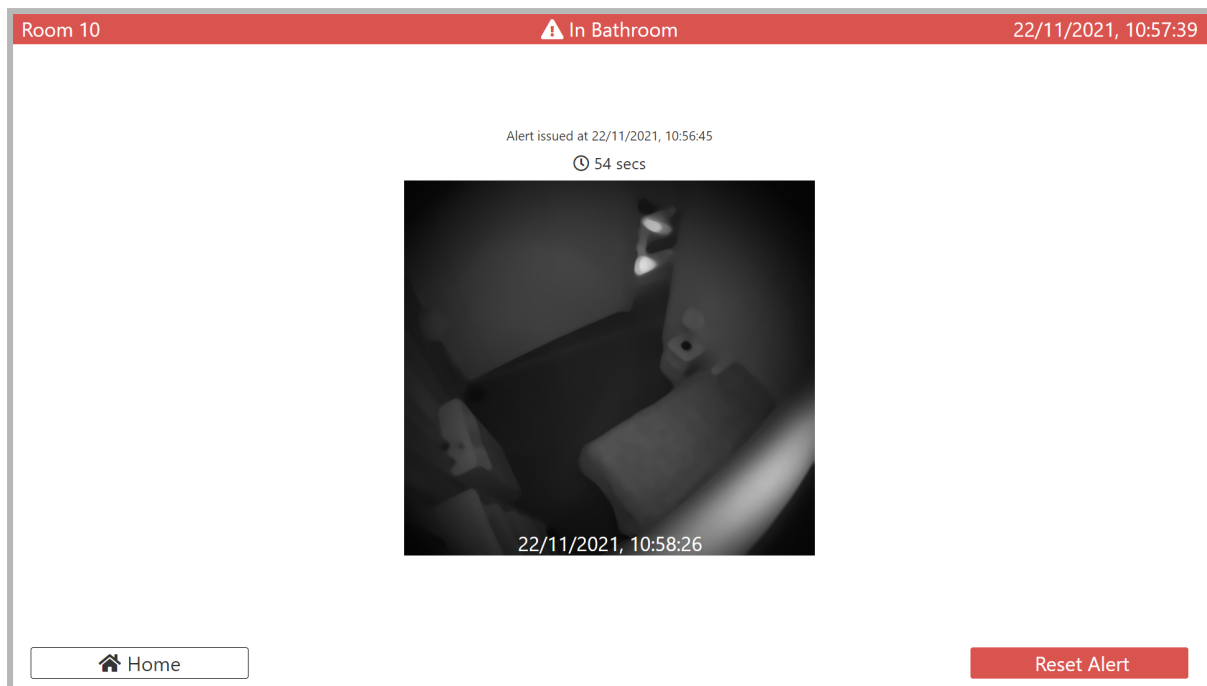 Room 10
In Bathroom
22/11/2021, 10:57:39
Alert issued at 22/11/2021, 10:56:45
54 secs
22/11/2021, 10:58:26
Home
Reset Alert